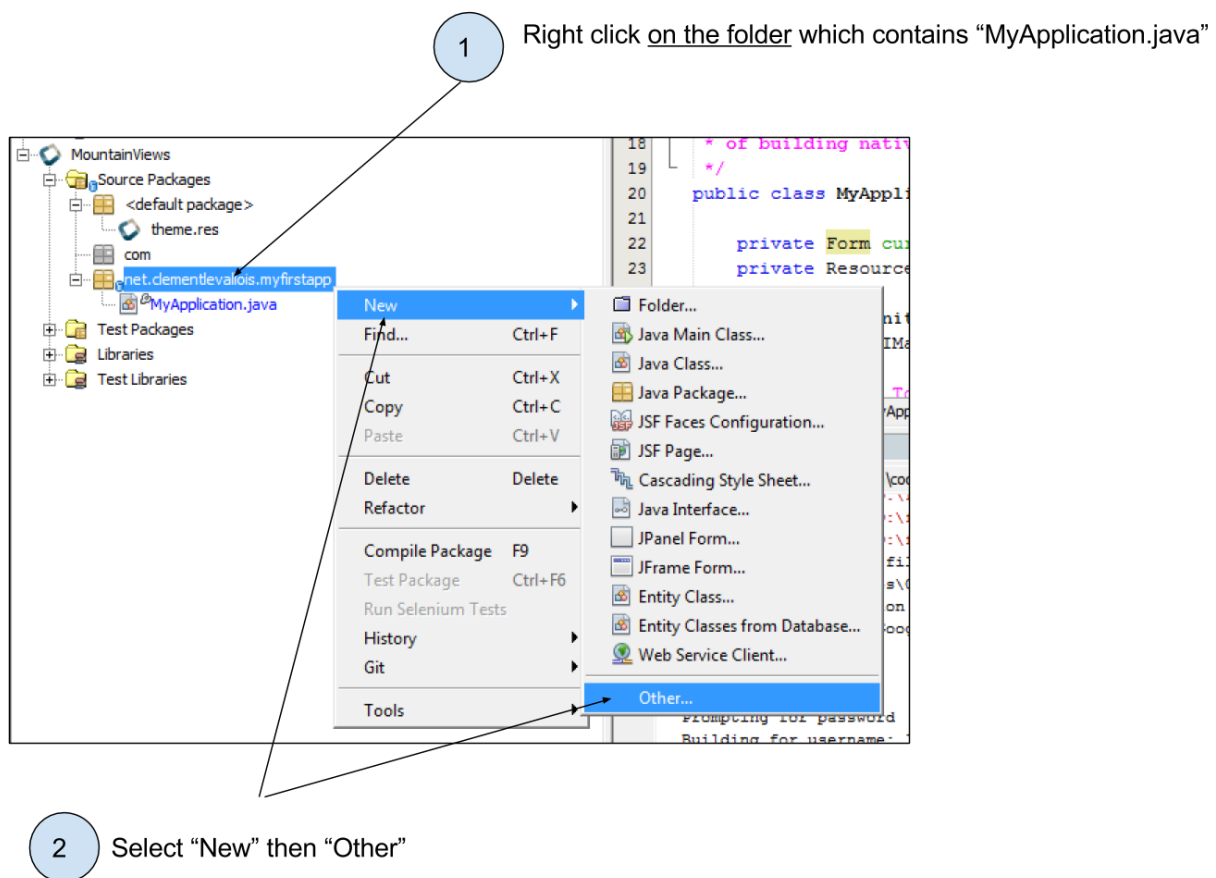 1
Right click on the folder which contains “MyApplication.java”
MountainViews
Source Packages
<default package>
theme.res
com
net.clementlevallois.myfirstapp
MyApplication.java
Test Packages
Libraries
Test Libraries
18 * of building nativ
19 */
20 public class MyAppli
21
22 private Form cur
23 private Resource
New
Find... Ctrl+F
Cut Ctrl+X
Copy Ctrl+C
Paste Ctrl+V
Delete Delete
Refactor
Compile Package F9
Test Package Ctrl+F6
Run Selenium Tests
History
Git
Tools
Folder...
Java Main Class...
Java Class...
Java Package...
JSF Faces Configuration...
JSF Page...
Cascading Style Sheet...
Java Interface...
JPanel Form...
JFrame Form...
Entity Class...
Entity Classes from Database...
Web Service Client...
Other...
nit
IMa
To
Prompting for password
Building for username:
2
Select “New” then “Other”